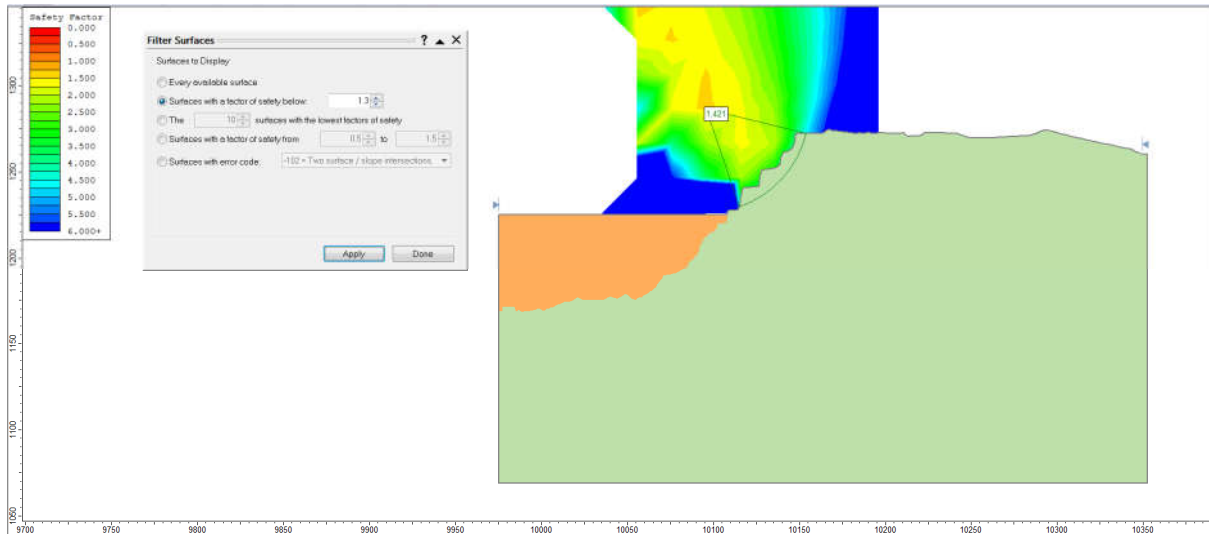 Safety Factor
0.000
0.500
1.000
1.500
2.000
2.500
3.000
3.500
4.000
4.500
5.000
5.500
6.000+
Filter Surfaces
Surfaces to Display
Every available surface
Surfaces with a factor of safety below: 1.3
The 10 surfaces with the lowest factors of safety
Surfaces with a factor of safety from 0.5 to 1.5
Surfaces with error code: -102 = Two surface / slope intersections,
Apply Done
1.421
1300
1250
1200
1150
1100
1050
9700 9750 9800 9850 9900 9950 10000 10050 10100 10150 10200 10250 10300 10350